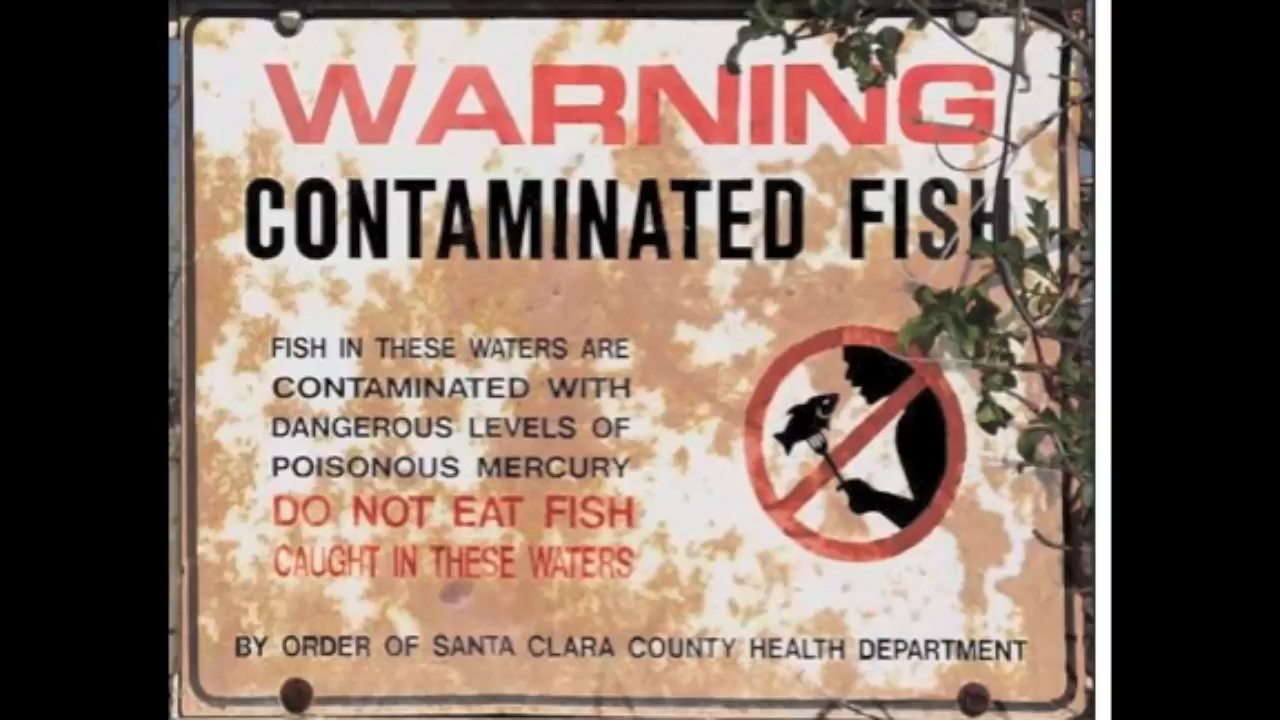 WARNING
CONTAMINATED FISH
FISH IN THESE WATERS ARE
CONTAMINATED WITH
DANGEROUS LEVELS OF
POISONOUS MERCURY
DO NOT EAT FISH
CAUGHT IN THESE WATERS
BY ORDER OF SANTA CLARA COUNTY HEALTH DEPARTMENT